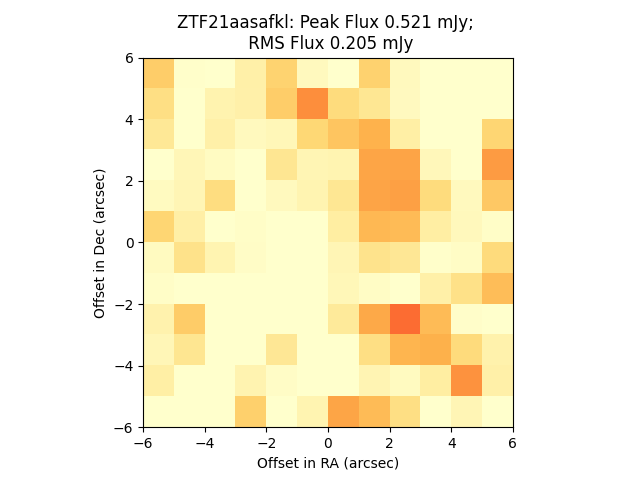 ZTF21aasafkl: Peak Flux 0.521 mJy;
RMS Flux 0.205 mJy
6
4
2
0
−2
−4
−6
Offset in Dec (arcsec)
−6 −4 −2 0 2 4 6
Offset in RA (arcsec)